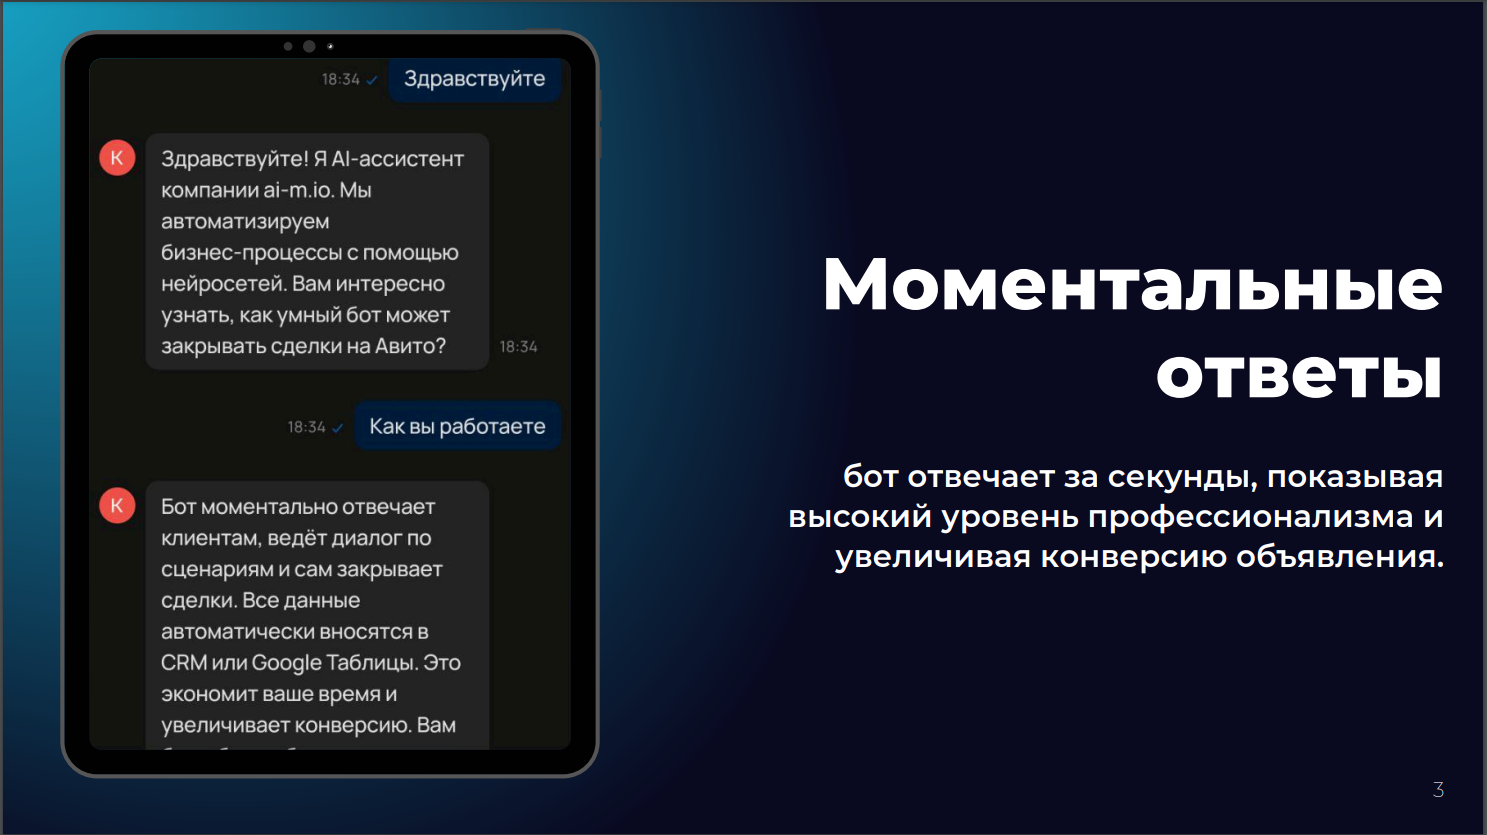 18:34
Здравствуйте
К
Здравствуйте! Я AI-ассистент
компании ai-m.io. Мы
автоматизируем
бизнес-процессы с помощью
нейросетей. Вам интересно
узнать, как умный бот может
закрывать сделки на Авито?
18:34
18:34
Как вы работаете
К
Бот моментально отвечает
клиентам, ведёт диалог по
сценариям и сам закрывает
сделки. Все данные
автоматически вносятся в
CRM или Google Таблицы. Это
экономит ваше время и
увеличивает конверсию. Вам
Моментальные
ответы
бот отвечает за секунды, показывая
высокий уровень профессионализма и
увеличивая конверсию объявления.
3